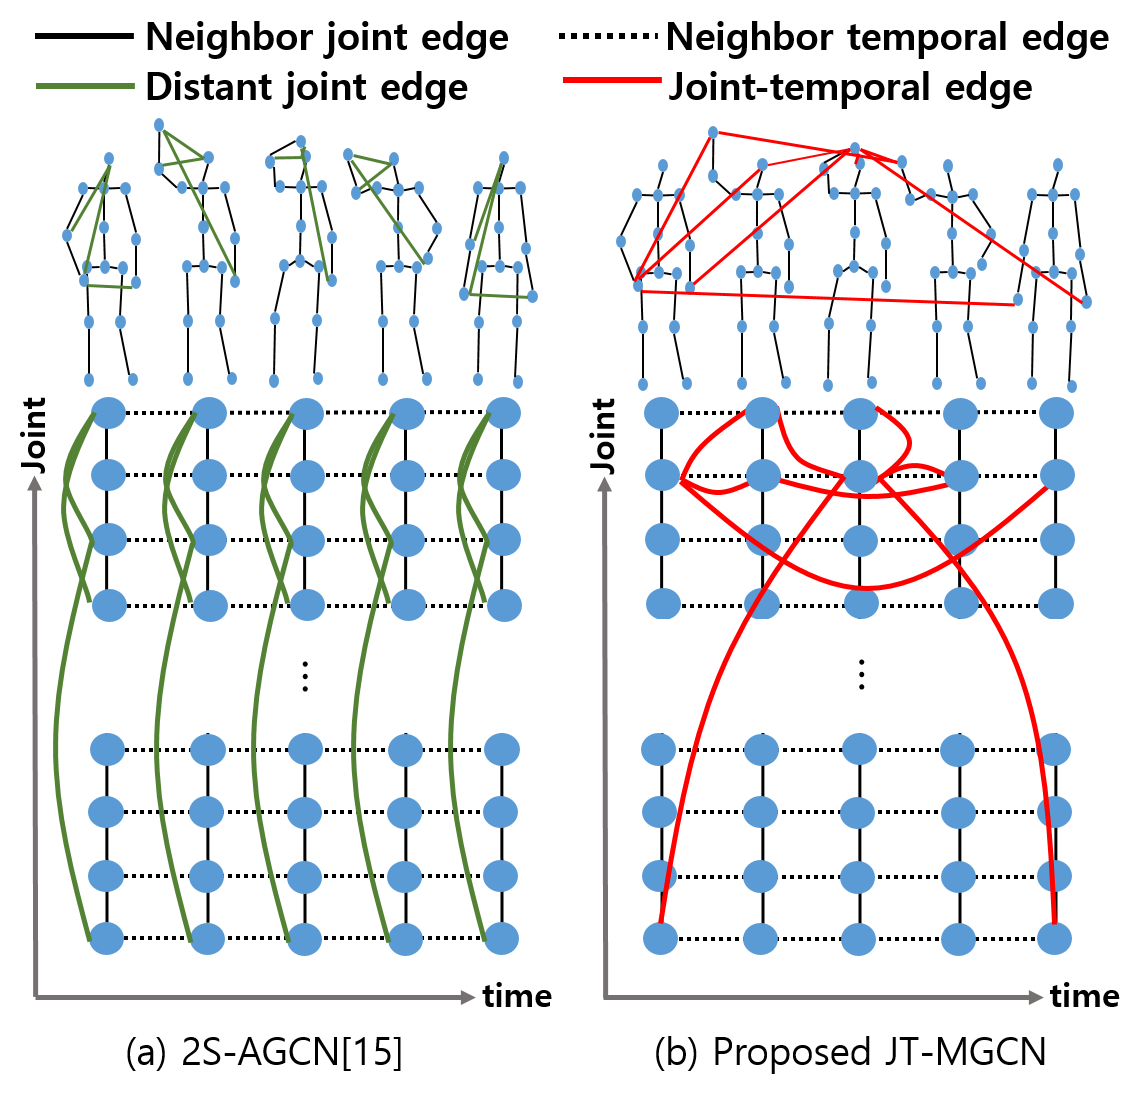 Neighbor joint edge
Neighbor temporal edge
Distant joint edge
Joint-temporal edge
Joint
Joint
...
...
time
time
(a) 2S-AGCN[15]
(b) Proposed JT-MGCN